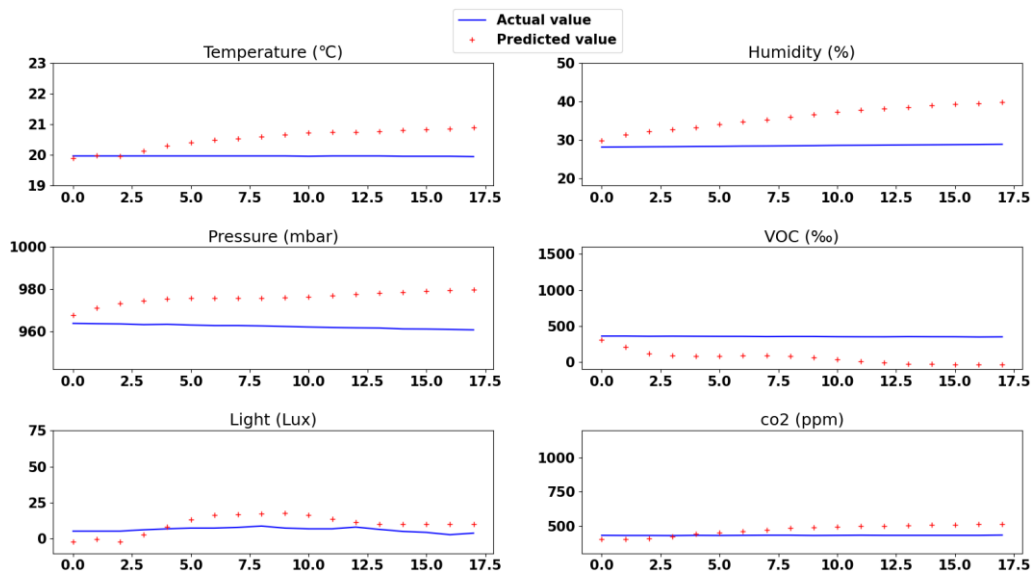 Actual value
Predicted value
Temperature (℃)
Humidity (%)
23
22
21
20
19
0.0 2.5 5.0 7.5 10.0 12.5 15.0 17.5
50
40
30
20
0.0 2.5 5.0 7.5 10.0 12.5 15.0 17.5
Pressure (mbar)
VOC (‰)
1000
980
960
0.0 2.5 5.0 7.5 10.0 12.5 15.0 17.5
1500
1000
500
0
0.0 2.5 5.0 7.5 10.0 12.5 15.0 17.5
Light (Lux)
co2 (ppm)
75
50
25
0
0.0 2.5 5.0 7.5 10.0 12.5 15.0 17.5
1000
750
500
0.0 2.5 5.0 7.5 10.0 12.5 15.0 17.5